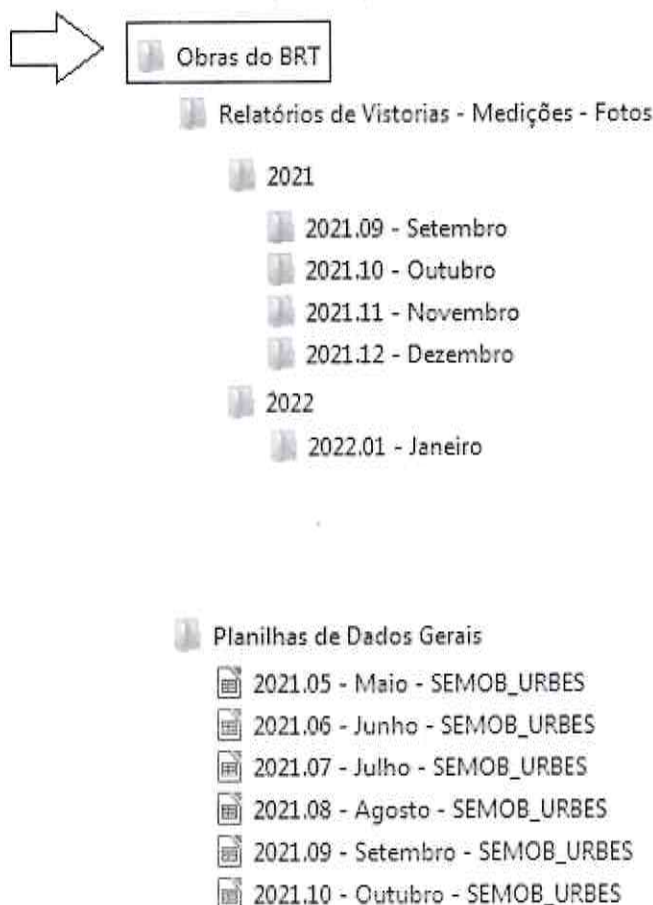 Obras do BRT
Relatórios de Vistorias - Medições - Fotos
2021
2021.09 - Setembro
2021.10 - Outubro
2021.11 - Novembro
2021.12 - Dezembro
2022
2022.01 - Janeiro
Planilhas de Dados Gerais
2021.05 - Maio - SEMOB_URBES
2021.06 - Junho - SEMOB_URBES
2021.07 - Julho - SEMOB_URBES
2021.08 - Agosto - SEMOB_URBES
2021.09 - Setembro - SEMOB_URBES
2021.10 - Outubro - SEMOB_URBES